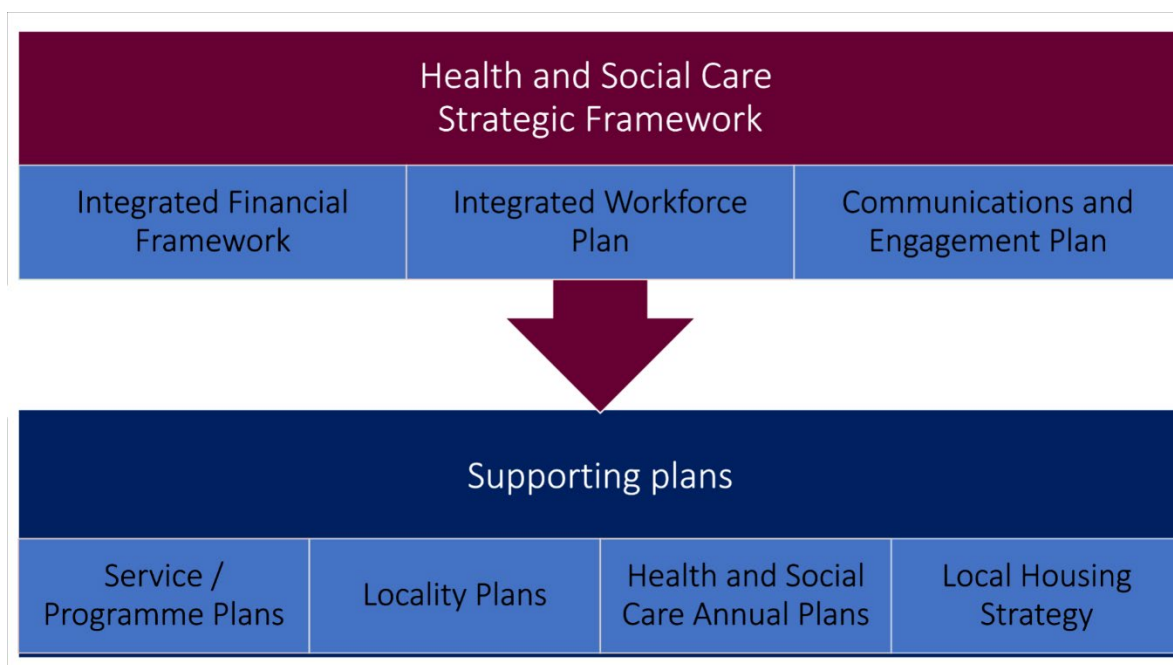 Health and Social Care
Strategic Framework
Integrated Financial
Framework
Integrated Workforce
Plan
Communications and
Engagement Plan
Supporting plans
Service /
Programme Plans
Locality Plans
Health and Social
Care Annual Plans
Local Housing
Strategy